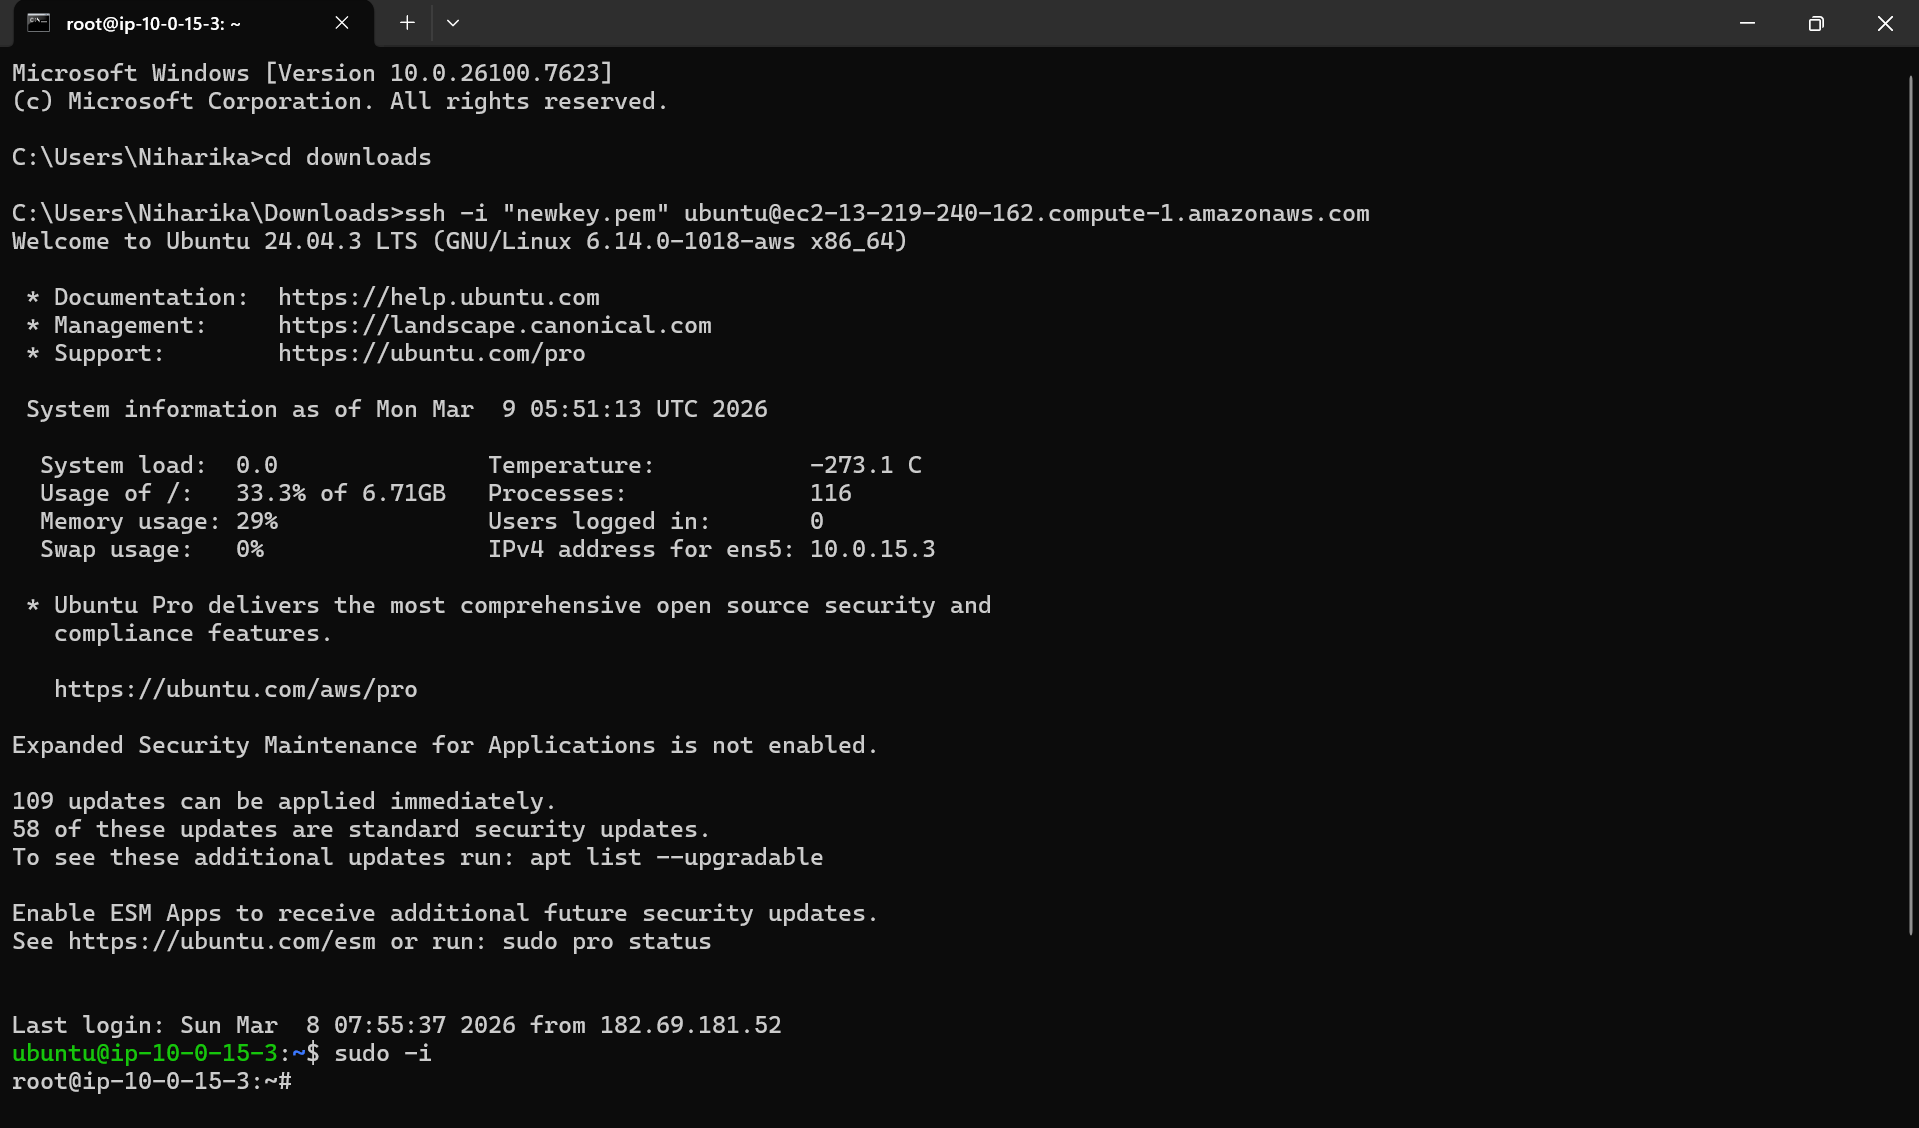 root@ip-10-0-15-3: ~
Microsoft Windows [Version 10.0.26100.7623]
(c) Microsoft Corporation. All rights reserved.
C:\Users\Niharika>cd downloads
C:\Users\Niharika\Downloads>ssh -i "newkey.pem" ubuntu@ec2-13-219-240-162.compute-1.amazonaws.com
Welcome to Ubuntu 24.04.3 LTS (GNU/Linux 6.14.0-1018-aws x86_64)
* Documentation:  https://help.ubuntu.com
* Management:     https://landscape.canonical.com
* Support:        https://ubuntu.com/pro
System information as of Mon Mar  9 05:51:13 UTC 2026
System load:  0.0               Temperature:           -273.1 C
Usage of /:   33.3% of 6.71GB   Processes:             116
Memory usage: 29%               Users logged in:       0
Swap usage:   0%                IPv4 address for ens5: 10.0.15.3
* Ubuntu Pro delivers the most comprehensive open source security and
compliance features.
https://ubuntu.com/aws/pro
Expanded Security Maintenance for Applications is not enabled.
109 updates can be applied immediately.
58 of these updates are standard security updates.
To see these additional updates run: apt list --upgradable
Enable ESM Apps to receive additional future security updates.
See https://ubuntu.com/esm or run: sudo pro status
Last login: Sun Mar  8 07:55:37 2026 from 182.69.181.52
ubuntu@ip-10-0-15-3:~$ sudo -i
root@ip-10-0-15-3:~#